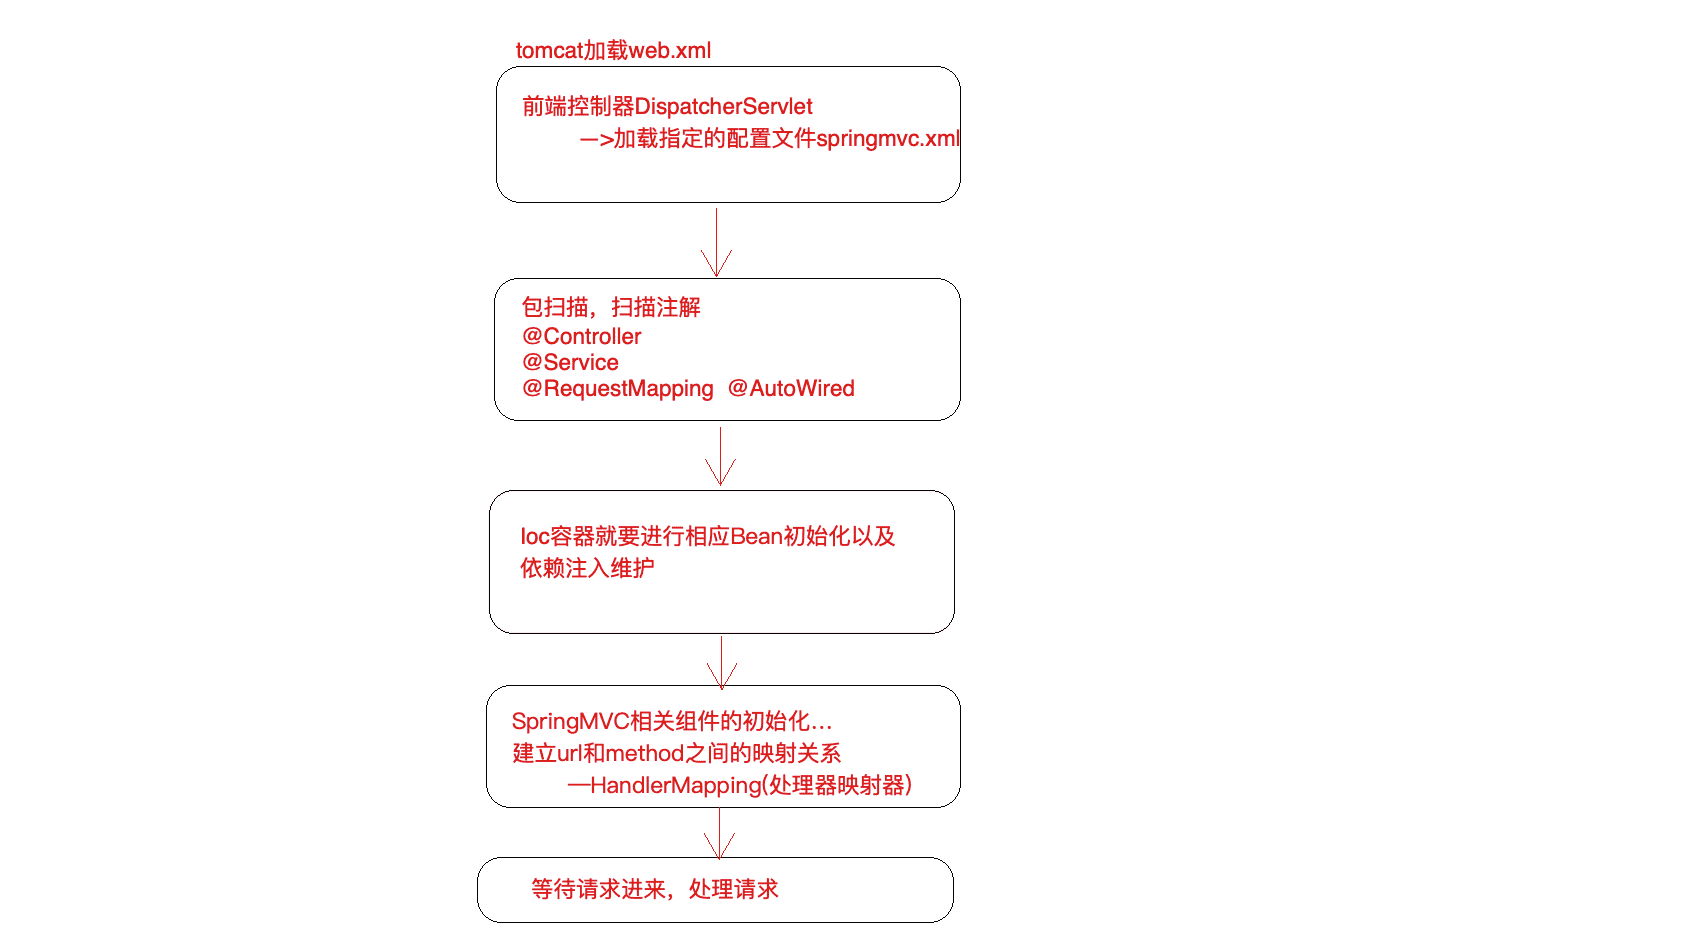 tomcat加载web.xml
前端控制器DispatcherServlet
—>加载指定的配置文件springmvc.xml
包扫描，扫描注解
@Controller
@Service
@RequestMapping @AutoWired
Ioc容器就要进行相应Bean初始化以及
依赖注入维护
SpringMVC相关组件的初始化...
建立url和method之间的映射关系
—HandlerMapping(处理器映射器)
等待请求进来，处理请求